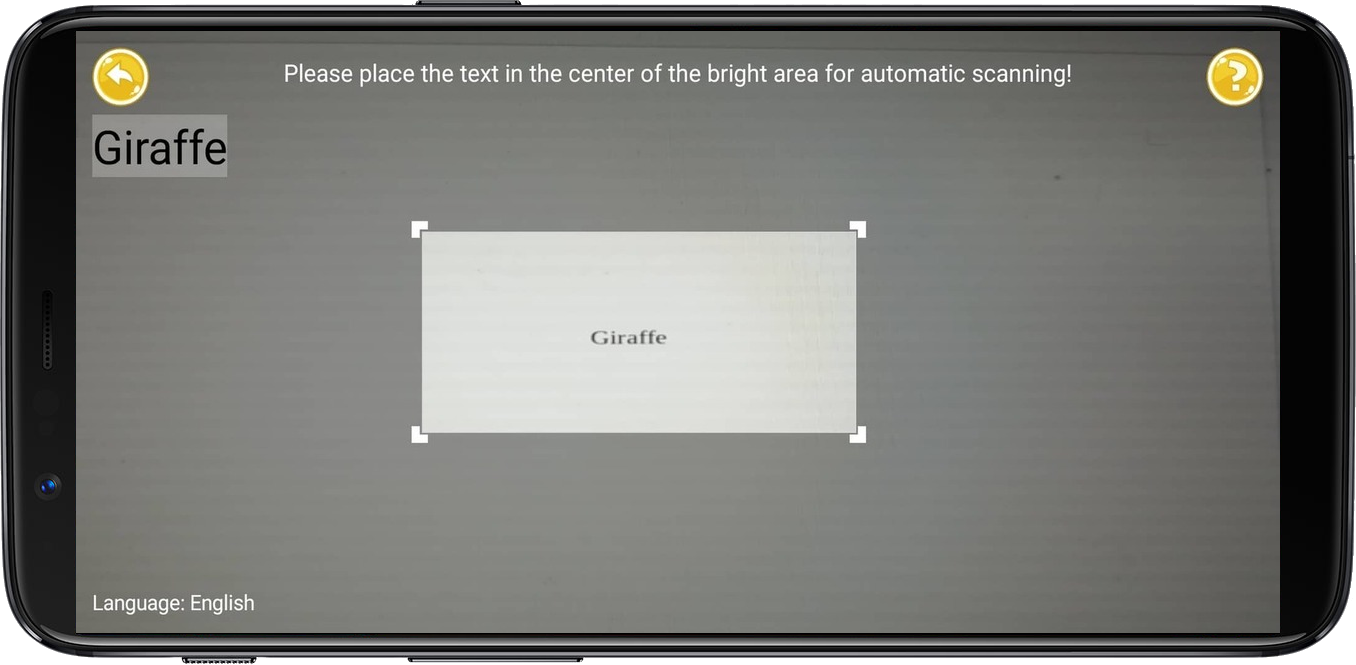 Please place the text in the center of the bright area for automatic scanning!
?
Giraffe
Giraffe
Language: English